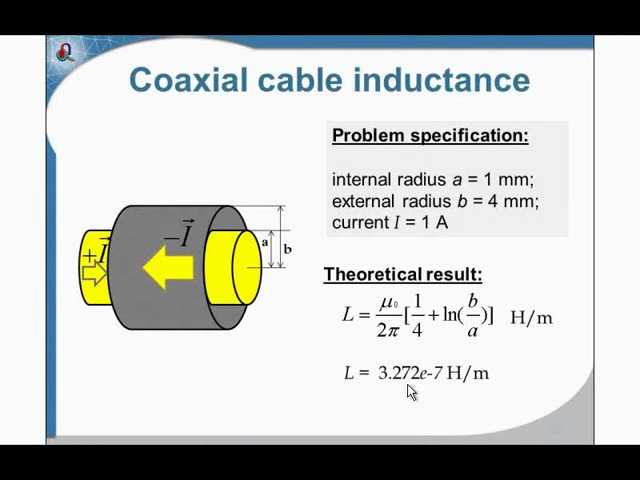 Coaxial cable inductance
Problem specification:
internal radius a = 1 mm;
external radius b = 4 mm;
current I = 1 A
+I
−I
a
b
Theoretical result:
L = μ₀/2π [1/4 + ln(b/a)] H/m
L = 3.272e-7 H/m